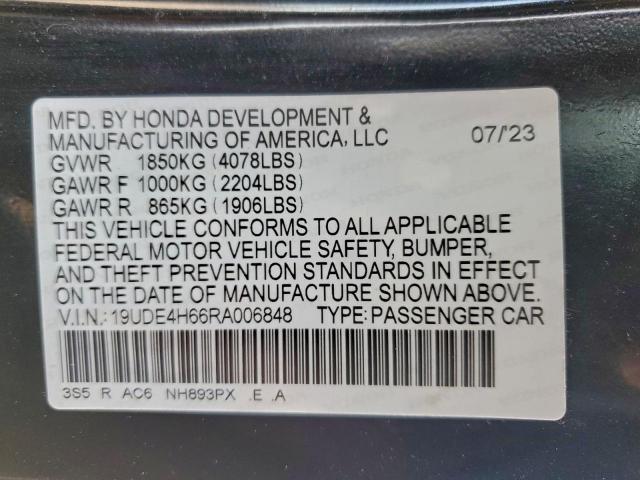 MFD. BY HONDA DEVELOPMENT &
MANUFACTURING OF AMERICA, LLC 07/'23
GVWR 1850KG (4078LBS)
GAWR F 1000KG (2204LBS)
GAWR R 865KG (1906LBS)
THIS VEHICLE CONFORMS TO ALL APPLICABLE
FEDERAL MOTOR VEHICLE SAFETY, BUMPER,
AND THEFT PREVENTION STANDARDS IN EFFECT
ON THE DATE OF MANUFACTURE SHOWN ABOVE.
V.I.N.: 19UDE4H66RA006848 TYPE: PASSENGER CAR
3S5 R AC6 NH893PX .E .A